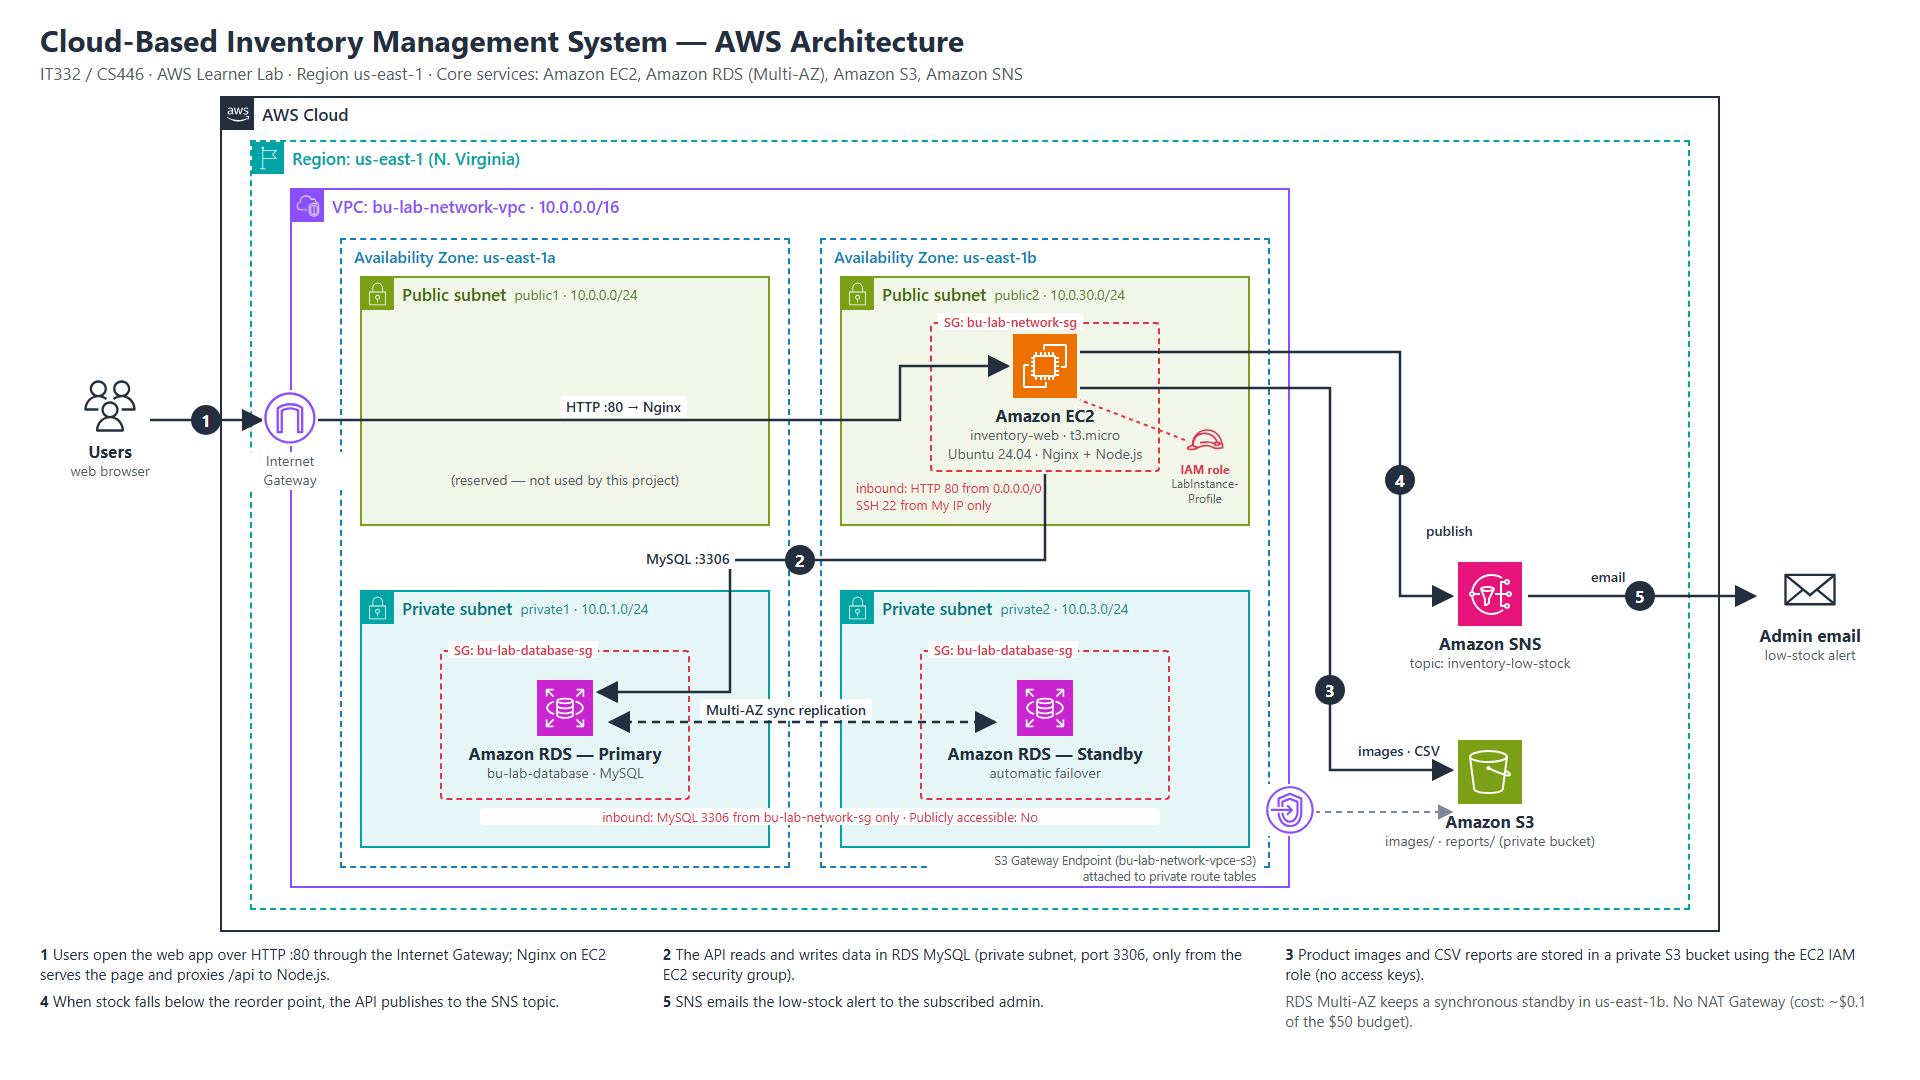 Cloud-Based Inventory Management System — AWS Architecture
IT332 / CS446 · AWS Learner Lab · Region us-east-1 · Core services: Amazon EC2, Amazon RDS (Multi-AZ), Amazon S3, Amazon SNS
aws
AWS Cloud
Region: us-east-1 (N. Virginia)
VPC: bu-lab-network-vpc · 10.0.0.0/16
Availability Zone: us-east-1a
Availability Zone: us-east-1b
Public subnet public1 · 10.0.0.0/24
Public subnet public2 · 10.0.30.0/24
SG: bu-lab-network-sg
HTTP :80 → Nginx
1
Users
web browser
Internet
Gateway
(reserved — not used by this project)
Amazon EC2
inventory-web · t3.micro
Ubuntu 24.04 · Nginx + Node.js
IAM role
LabInstance-
Profile
inbound: HTTP 80 from 0.0.0.0/0
SSH 22 from My IP only
4
publish
MySQL :3306
2
email
5
Private subnet private1 · 10.0.1.0/24
Private subnet private2 · 10.0.3.0/24
Amazon SNS
topic: inventory-low-stock
Admin email
low-stock alert
SG: bu-lab-database-sg
SG: bu-lab-database-sg
3
Multi-AZ sync replication
Amazon RDS — Primary
bu-lab-database · MySQL
Amazon RDS — Standby
automatic failover
images · CSV
inbound: MySQL 3306 from bu-lab-network-sg only · Publicly accessible: No
Amazon S3
images/ · reports/ (private bucket)
S3 Gateway Endpoint (bu-lab-network-vpce-s3)
attached to private route tables
1 Users open the web app over HTTP :80 through the Internet Gateway; Nginx on EC2
serves the page and proxies /api to Node.js.
2 The API reads and writes data in RDS MySQL (private subnet, port 3306, only from the
EC2 security group).
3 Product images and CSV reports are stored in a private S3 bucket using the EC2 IAM
role (no access keys).
4 When stock falls below the reorder point, the API publishes to the SNS topic.
5 SNS emails the low-stock alert to the subscribed admin.
RDS Multi-AZ keeps a synchronous standby in us-east-1b. No NAT Gateway (cost: ~$0.1
of the $50 budget).